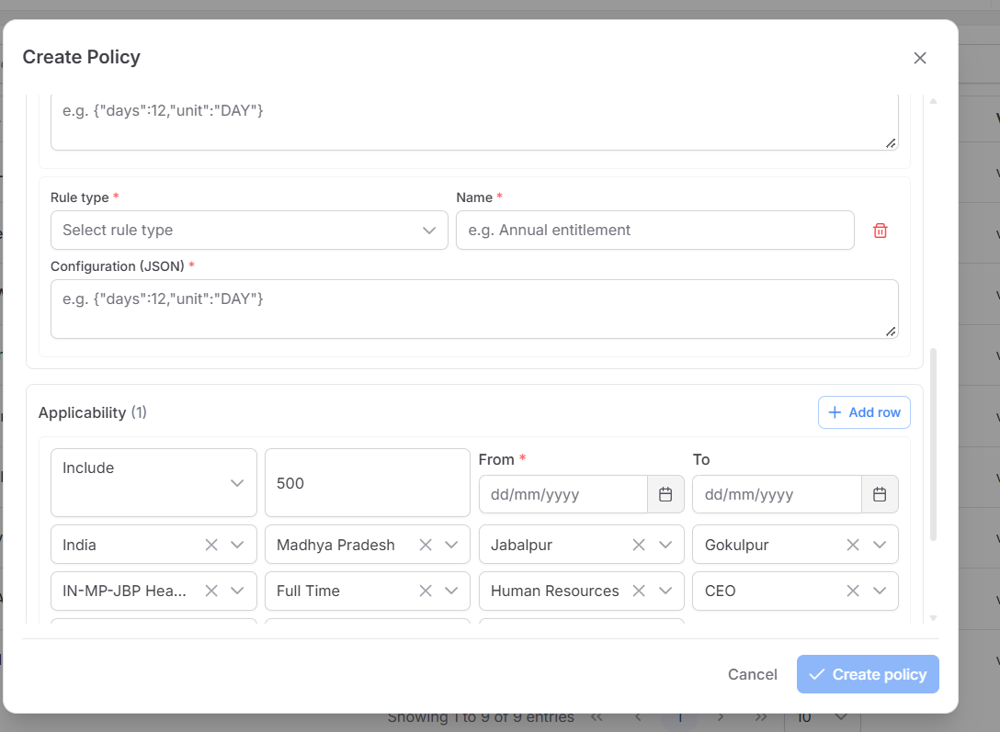 Create Policy
e.g. {"days":12,"unit":"DAY"}
Rule type * Name *
Select rule type e.g. Annual entitlement
Configuration (JSON) *
e.g. {"days":12,"unit":"DAY"}
Applicability (1) + Add row
From * To
Include 500 dd/mm/yyyy dd/mm/yyyy
India Madhya Pradesh Jabalpur Gokulpur
IN-MP-JBP Hea... Full Time Human Resources CEO
Cancel Create policy
Showing 1 to 9 of 9 entries 1 10